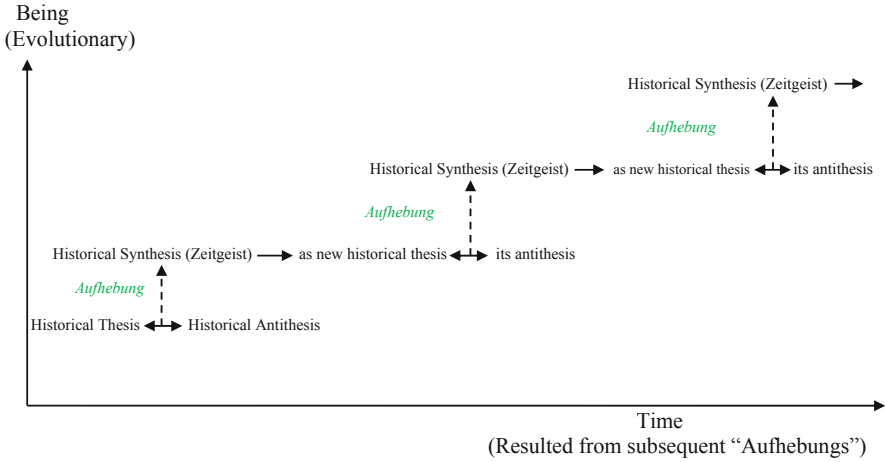 Being
(Evolutionary)
Historical Synthesis (Zeitgeist)
Aufhebung
Historical Synthesis (Zeitgeist) as new historical thesis its antithesis
Aufhebung
Historical Synthesis (Zeitgeist) as new historical thesis its antithesis
Aufhebung
Historical Thesis Historical Antithesis
Time
(Resulted from subsequent “Aufhebungs”)